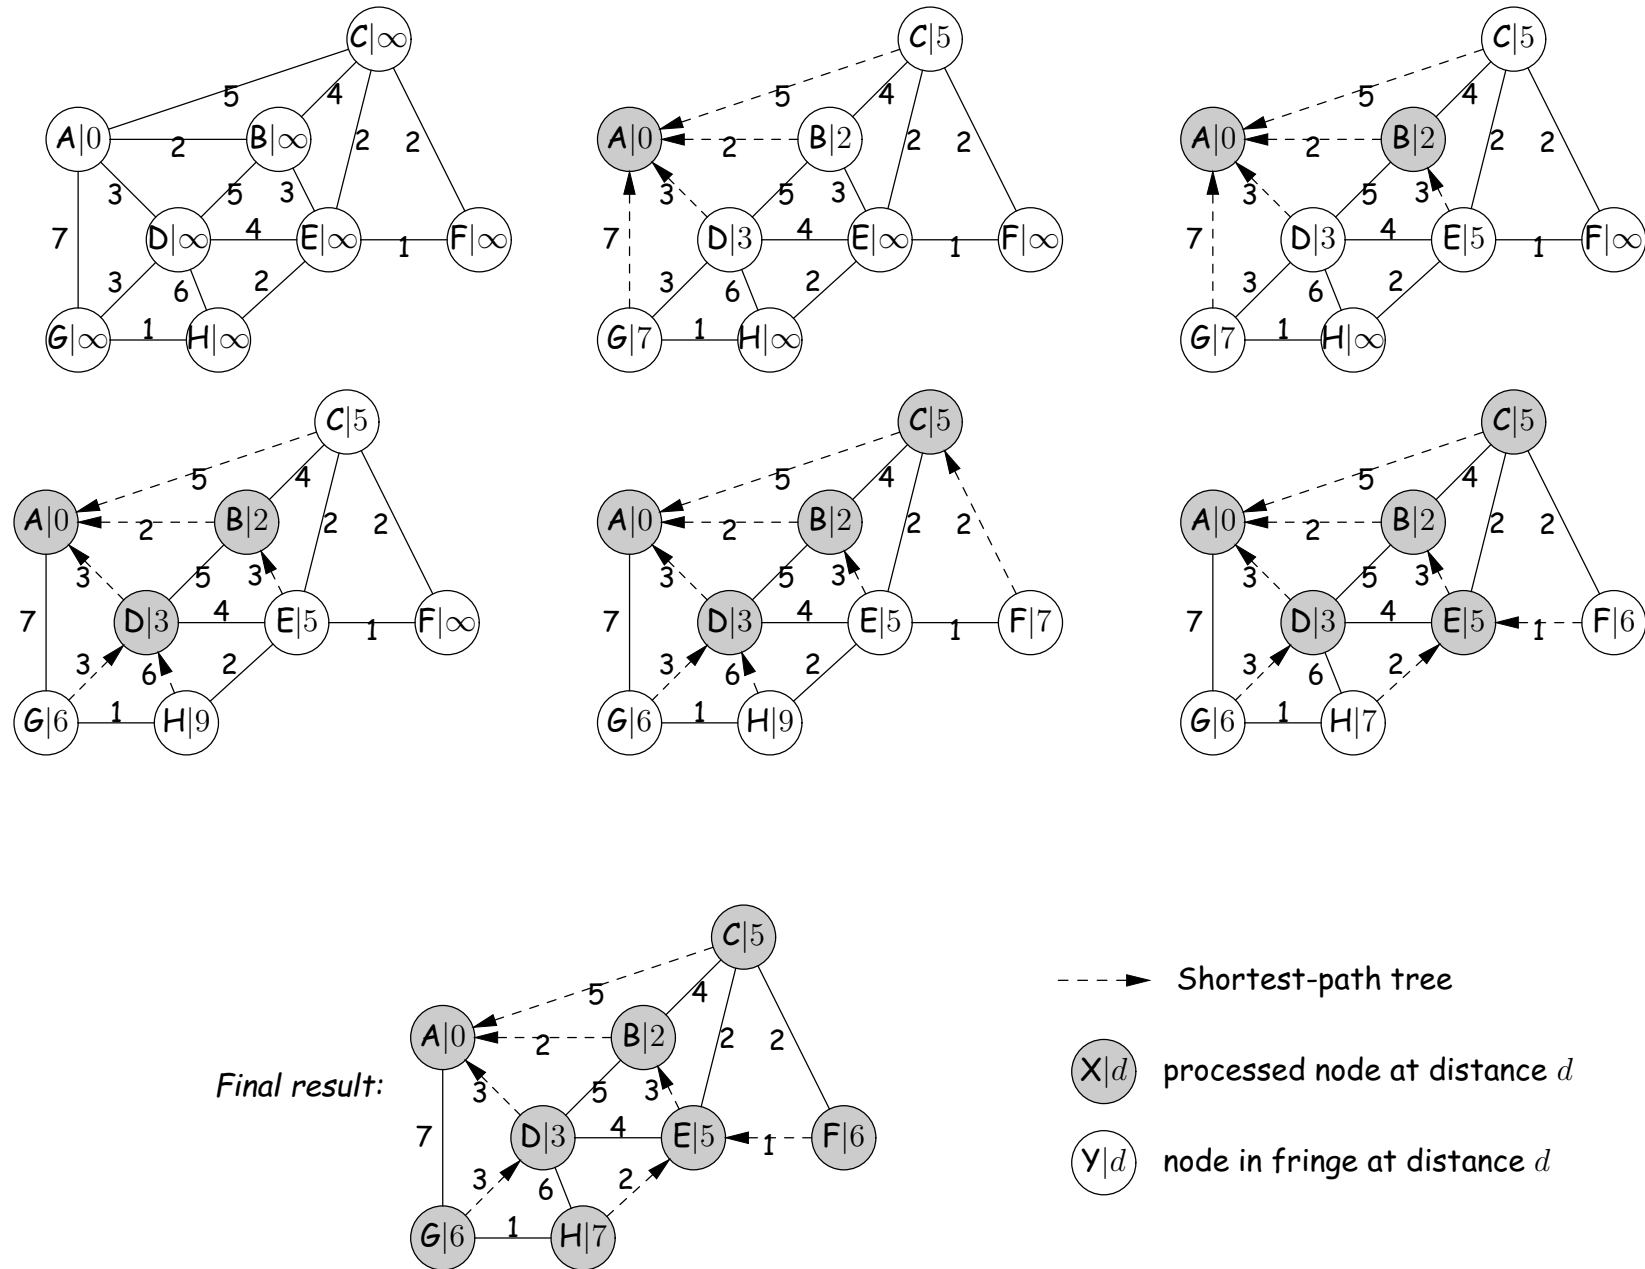 C|∞
5
4
A|0
2
B|∞
2
2
3
5
3
7
D|∞
4
E|∞
1
F|∞
3
6
2
G|∞
1
H|∞
C|5
5
4
A|0
2
B|2
2
2
3
5
3
7
D|3
4
E|∞
1
F|∞
3
6
2
G|7
1
H|∞
C|5
5
4
A|0
2
B|2
2
2
3
5
3
7
D|3
4
E|5
1
F|∞
3
6
2
G|7
1
H|∞
C|5
5
4
A|0
2
B|2
2
2
3
5
3
7
D|3
4
E|5
1
F|∞
3
6
2
G|6
1
H|9
C|5
5
4
A|0
2
B|2
2
2
3
5
3
7
D|3
4
E|5
1
F|7
3
6
2
G|6
1
H|9
C|5
5
4
A|0
2
B|2
2
2
3
5
3
7
D|3
4
E|5
1
F|6
3
6
2
G|6
1
H|7
Final result:
C|5
5
4
A|0
2
B|2
2
2
3
5
3
7
D|3
4
E|5
1
F|6
3
6
2
G|6
1
H|7
Shortest-path tree
X|d processed node at distance d
Y|d node in fringe at distance d